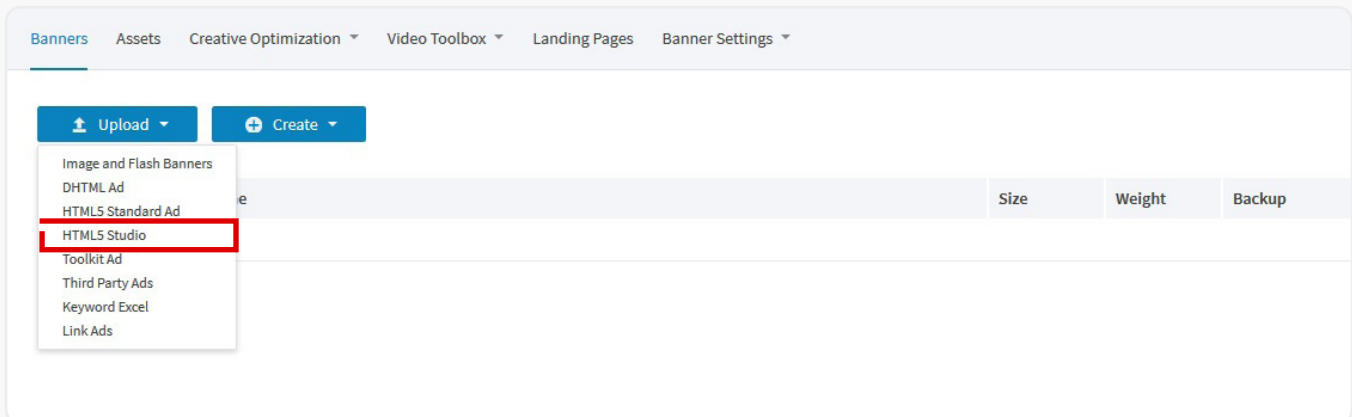 Banners Assets Creative Optimization Video Toolbox Landing Pages Banner Settings
Upload Create
Image and Flash Banners
DHTML Ad
HTML5 Standard Ad
HTML5 Studio
Toolkit Ad
Third Party Ads
Keyword Excel
Link Ads
Size Weight Backup